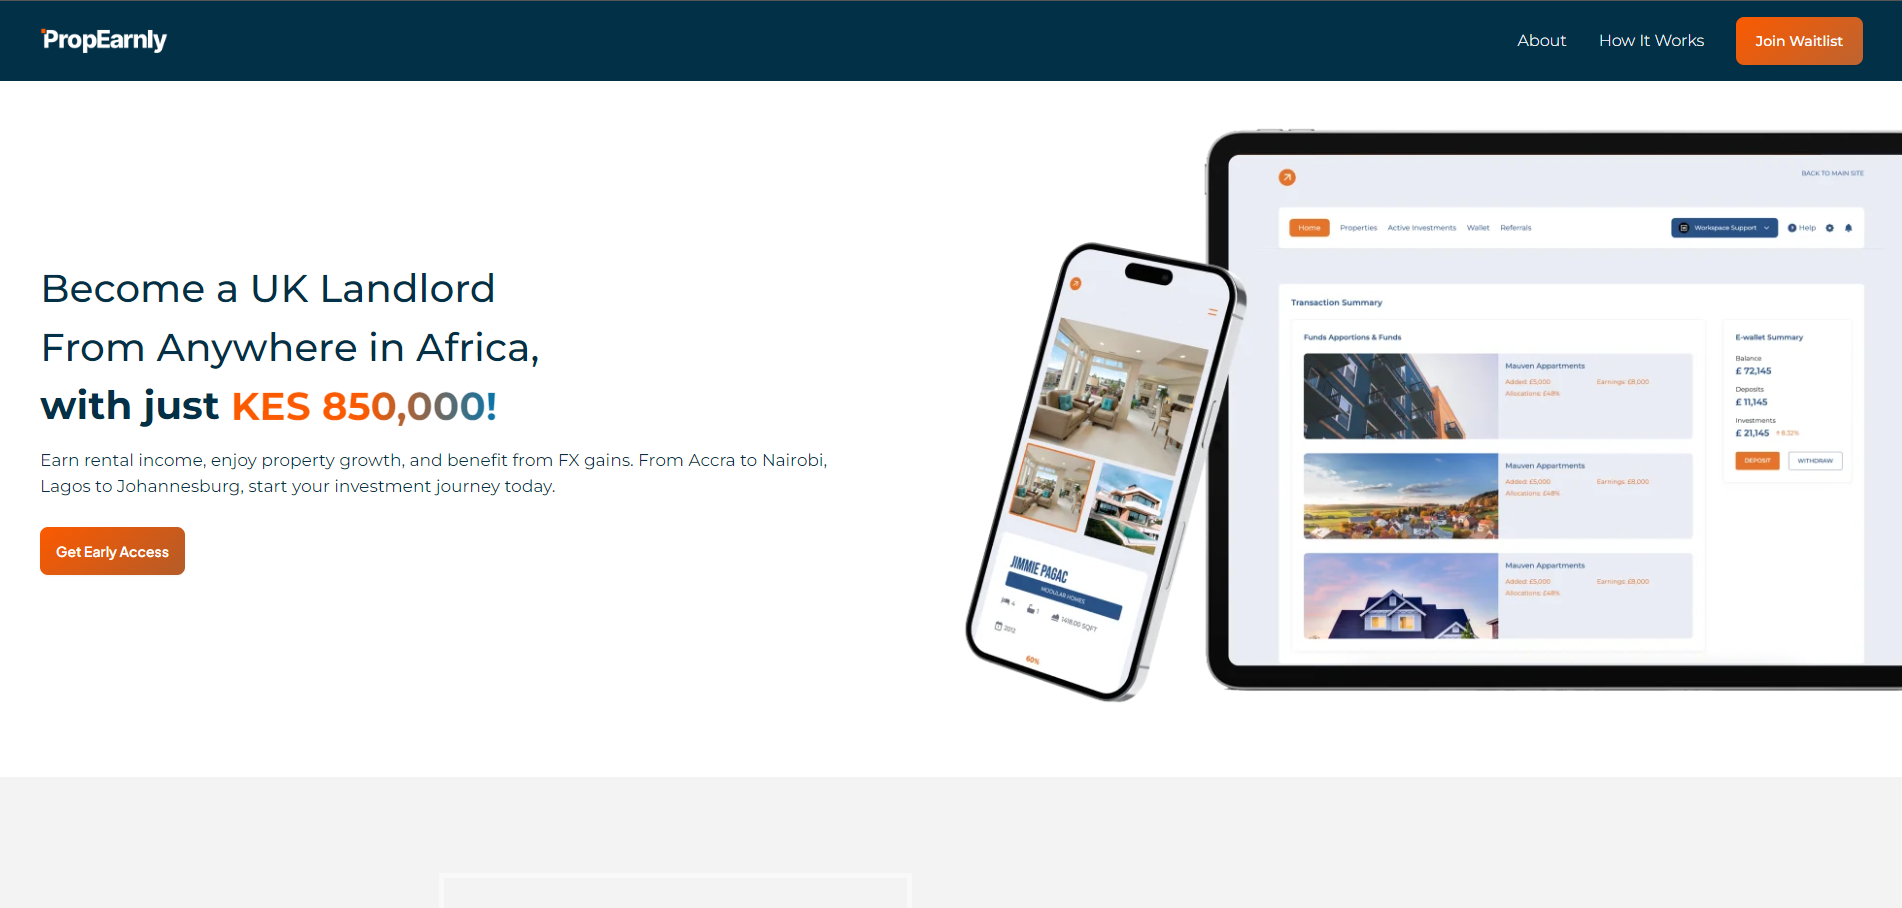 PropEarnly
About
How It Works
Join Waitlist
Become a UK Landlord
From Anywhere in Africa,
with just KES 850,000!
Earn rental income, enjoy property growth, and benefit from FX gains. From Accra to Nairobi,
Lagos to Johannesburg, start your investment journey today.
Get Early Access
JIMMIE PAGAC
MODULAR HOMES
4
1
1418.00 SQFT
2012
60%
BACK TO MAIN SITE
Home
Properties
Active Investments
Wallet
Referrals
Workspace Support
Help
Transaction Summary
Funds Apportions & Funds
Mauven Appartments
Added: £5,000
Earnings: £8,000
Allocations: £48%
Mauven Appartments
Added: £5,000
Earnings: £8,000
Allocations: £48%
Mauven Appartments
Added: £5,000
Earnings: £8,000
Allocations: £48%
E-wallet Summary
Balance
£ 72,145
Deposits
£ 11,145
Investments
£ 21,145 8.32%
DEPOSIT
WITHDRAW